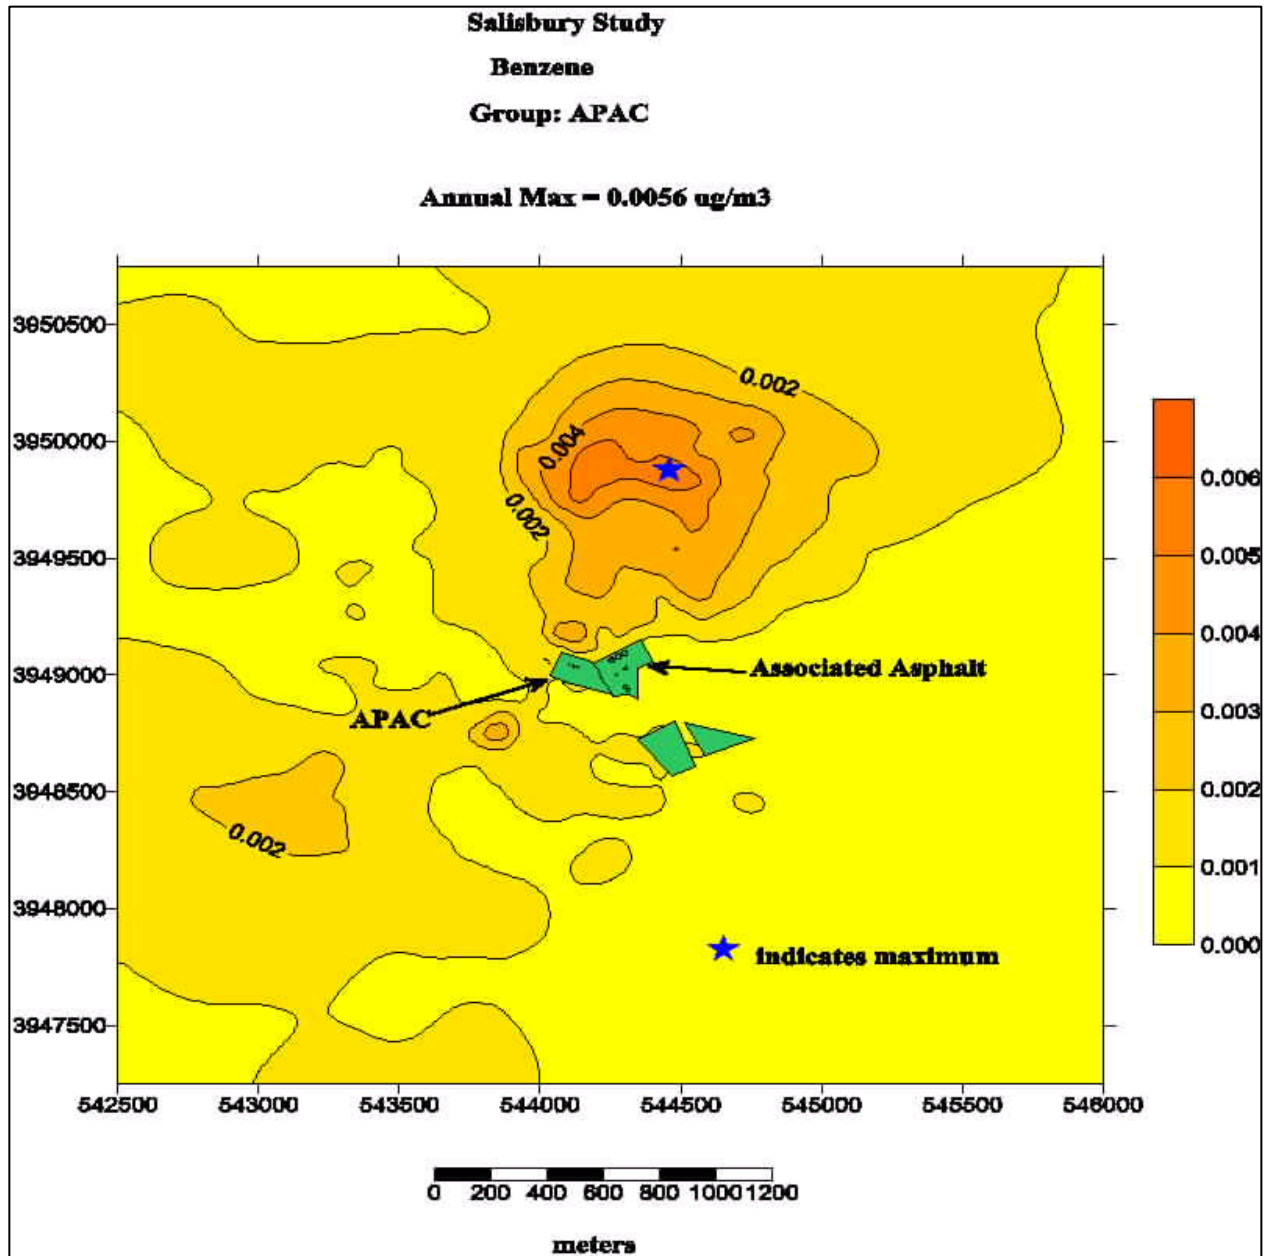 Salisbury Study
Benzene
Group: APAC
Annual Max = 0.0056 ug/m3
3950500
3950000
3949500
3949000
3948500
3948000
3947500
0.002
0.004
0.002
0.002
APAC
Associated Asphalt
indicates maximum
0.006
0.005
0.004
0.003
0.002
0.001
0.000
542500 543000 543500 544000 544500 545000 545500 546000
0 200 400 600 800 1000 1200
meters